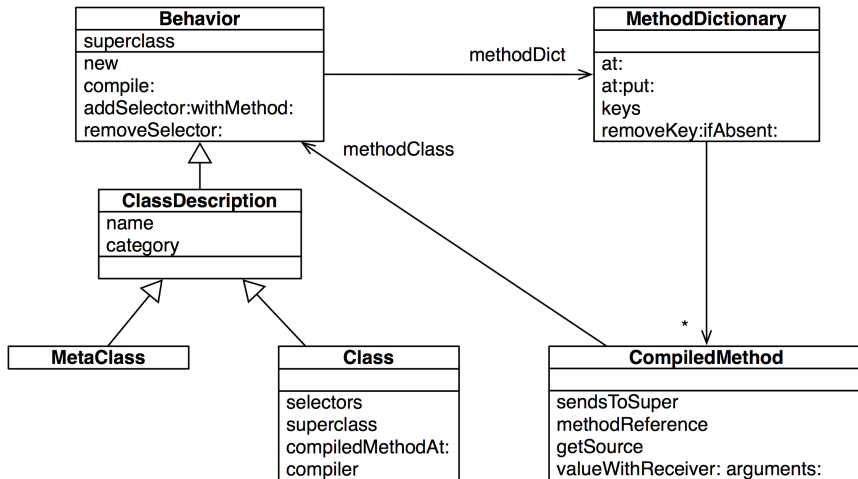 Behavior
superclass
new
compile:
addSelector:withMethod:
removeSelector:
methodDict
MethodDictionary
at:
at:put:
keys
removeKey:ifAbsent:
methodClass
ClassDescription
name
category
*
MetaClass
Class
selectors
superclass
compiledMethodAt:
compiler
CompiledMethod
sendsToSuper
methodReference
getSource
valueWithReceiver: arguments: